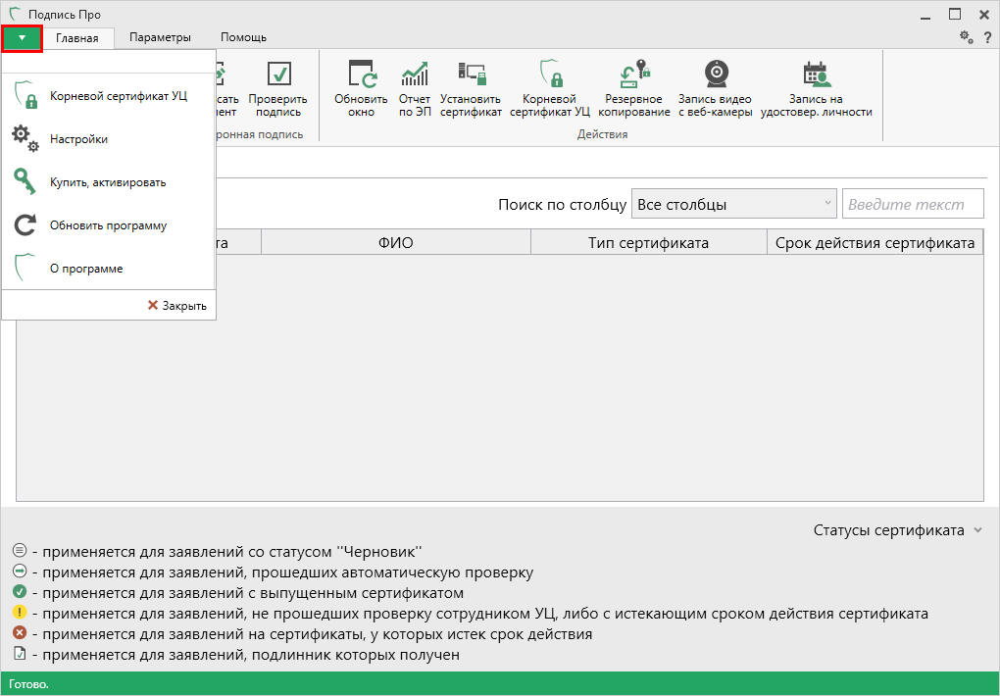 Подпись Про
Главная
Параметры
Помощь
?
Корневой сертификат УЦ
Настройки
Купить, активировать
Обновить программу
О программе
Закрыть
Проверить
подпись
Обновить
окно
Отчет
по ЭП
Установить
сертификат
Корневой
сертификат УЦ
Резервное
копирование
Запись видео
с веб-камеры
Запись на
удостовер. личности
подпись
Действия
Поиск по столбцу
Все столбцы
Введите текст
ФИО
Тип сертификата
Срок действия сертификата
Статусы сертификата
- применяется для заявлений со статусом ''Черновик''
- применяется для заявлений, прошедших автоматическую проверку
- применяется для заявлений с выпущенным сертификатом
- применяется для заявлений, не прошедших проверку сотрудником УЦ, либо с истекающим сроком действия сертификата
- применяется для заявлений на сертификаты, у которых истек срок действия
- применяется для заявлений, подлинник которых получен
Готово.